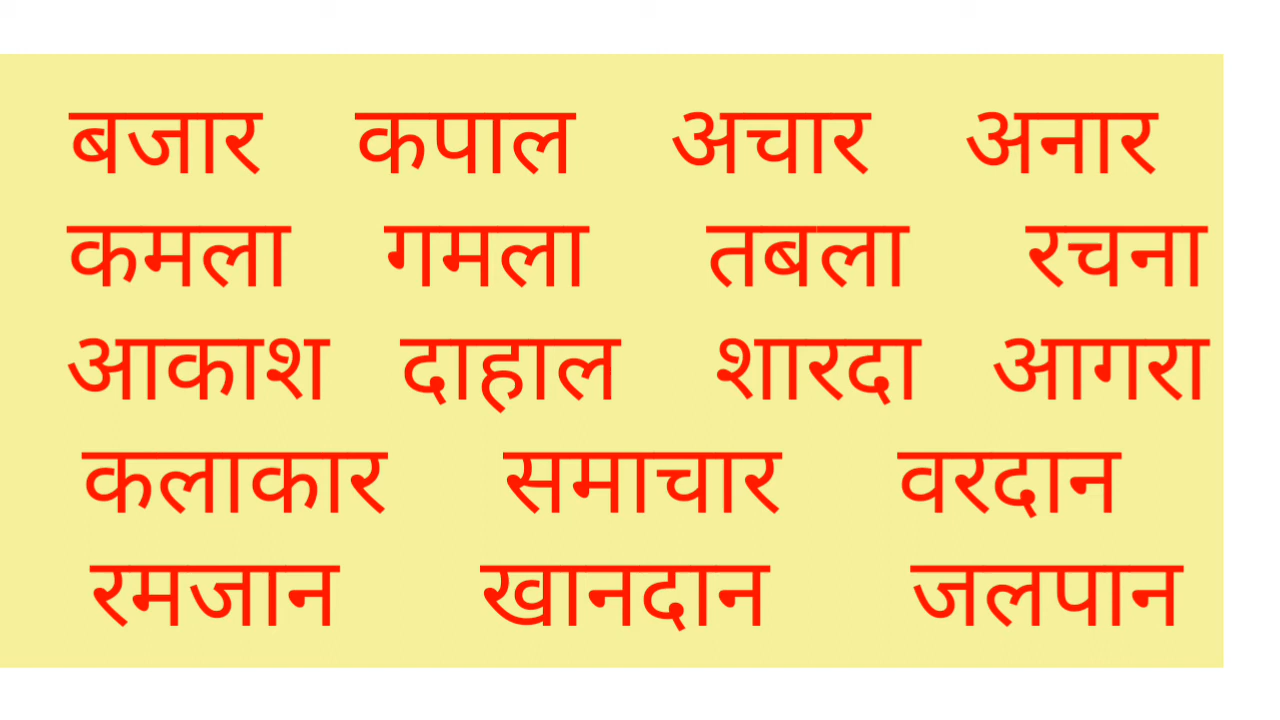 बजार कपाल अचार अनार
कमला गमला तबला रचना
आकाश दाहाल शारदा आगरा
कलाकार समाचार वरदान
रमजान खानदान जलपान